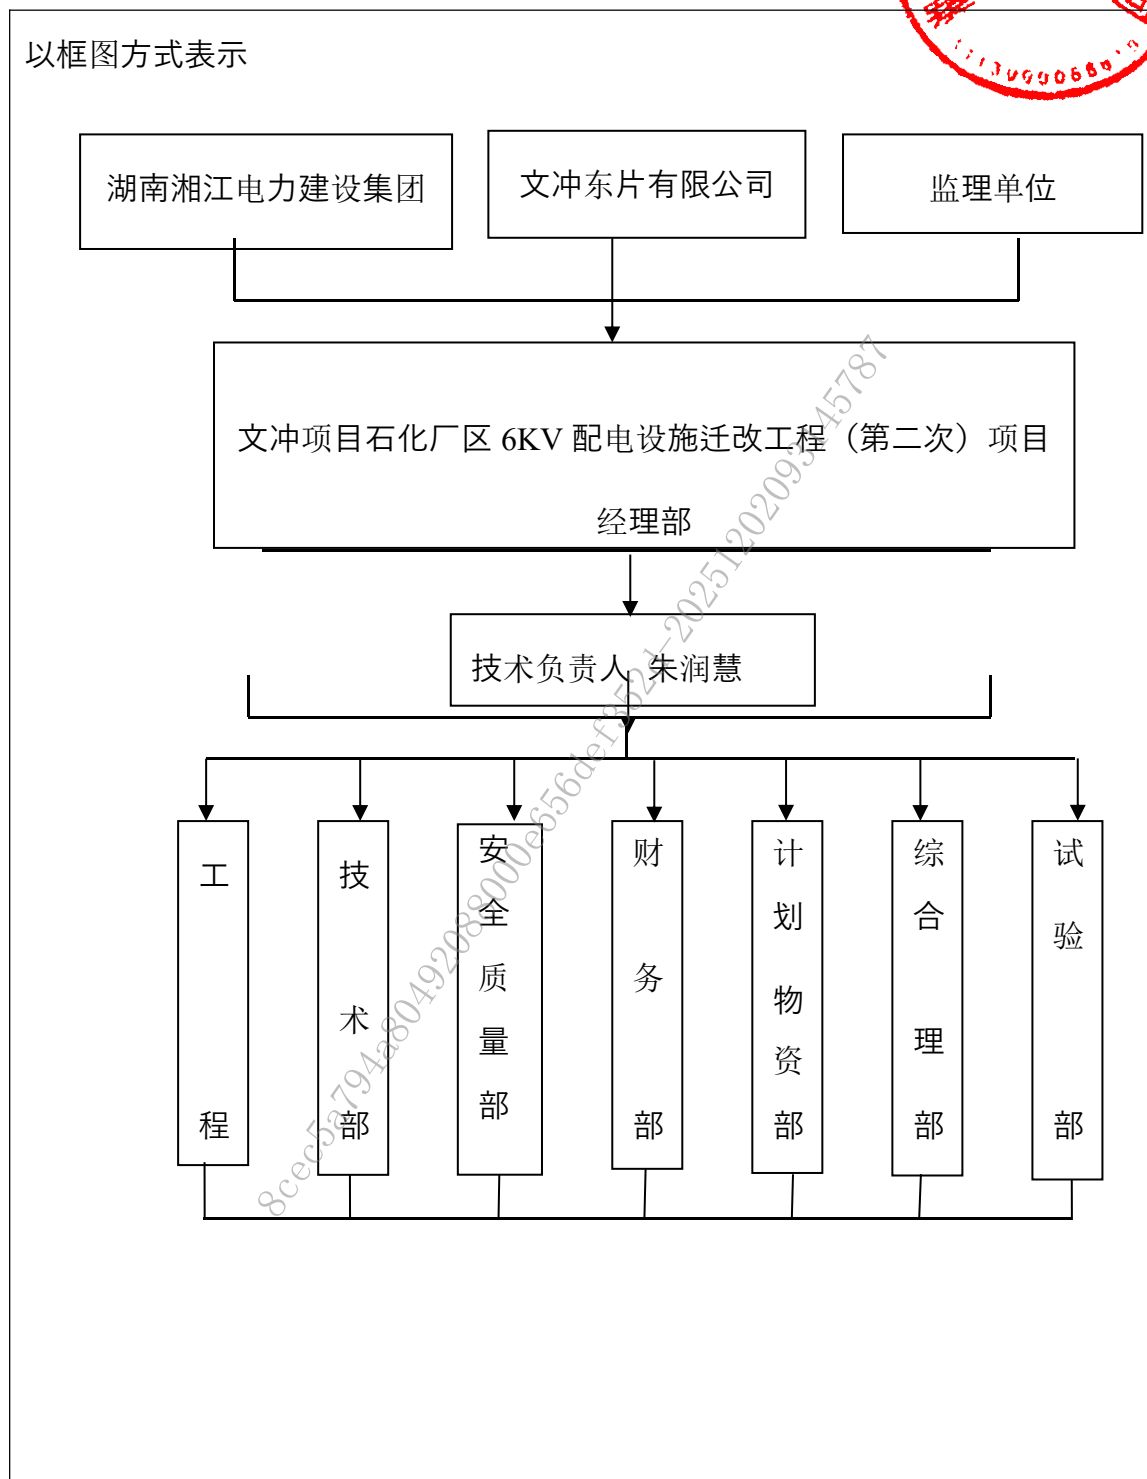 以框图方式表示
湖南湘江电力建设集团
文冲东片有限公司
监理单位
文冲项目石化厂区 6KV 配电设施迁改工程（第二次）项目
经理部
技术负责人 朱润慧
工程
技术部
安全质量部
财务部
计划物资部
综合理部
试验部